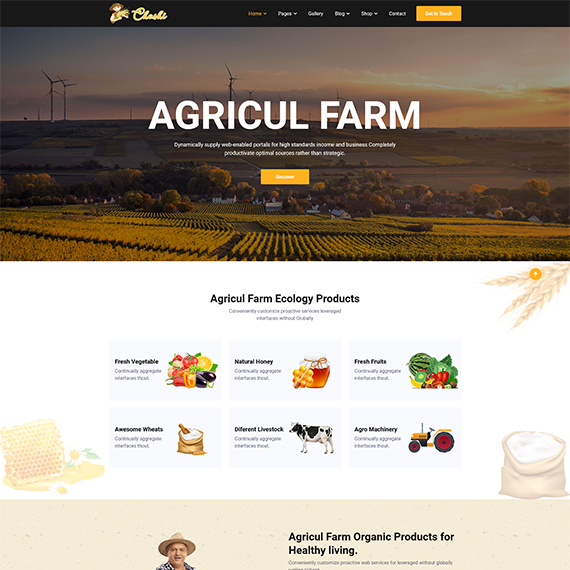 Chashi
Home Pages Gallery Blog Shop Contact Get In Touch
AGRICUL FARM
Dynamically supply web-enabled portals for high standards income and business Completely
productivate optimal sources rather than strategic.
Discover
Agricul Farm Ecology Products
Conveniently customize proactive services leveraged
interfaces without Globally
Fresh Vegetable
Continually aggregate
interfaces thout.
Natural Honey
Continually aggregate
interfaces thout.
Fresh Fruits
Continually aggregate
interfaces thout.
Awesome Wheats
Continually aggregate
interfaces thout.
Diferent Livestock
Continually aggregate
interfaces thout.
Agro Machinery
Continually aggregate
interfaces thout.
Agricul Farm Organic Products for
Healthy living.
Conveniently customize proactive web services for leveraged without globally